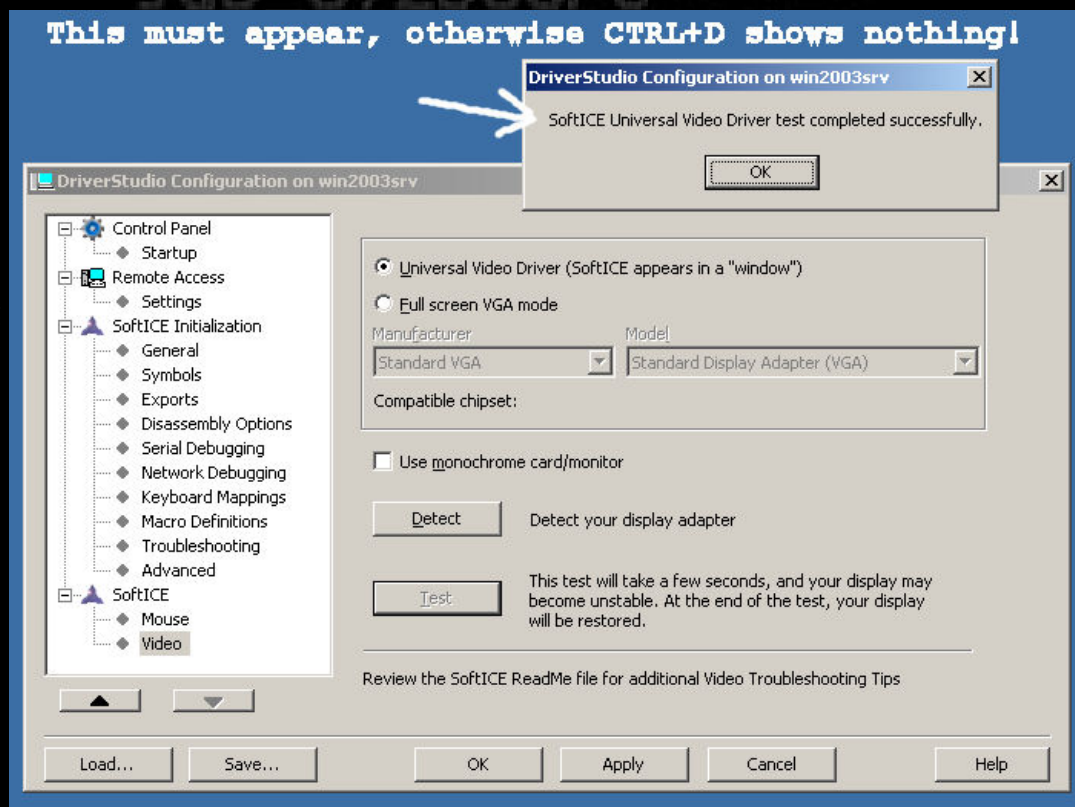 This must appear, otherwise CTRL+D shows nothing!
DriverStudio Configuration on win2003srv
SoftICE Universal Video Driver test completed successfully.
OK
DriverStudio Configuration on win2003srv
Control Panel
Startup
Remote Access
Settings
SoftICE Initialization
General
Symbols
Exports
Disassembly Options
Serial Debugging
Network Debugging
Keyboard Mappings
Macro Definitions
Troubleshooting
Advanced
SoftICE
Mouse
Video
Universal Video Driver (SoftICE appears in a "window")
Full screen VGA mode
Manufacturer
Model
Standard VGA
Standard Display Adapter (VGA)
Compatible chipset:
Use monochrome card/monitor
Detect
Detect your display adapter
Test
This test will take a few seconds, and your display may
become unstable. At the end of the test, your display
will be restored.
Review the SoftICE ReadMe file for additional Video Troubleshooting Tips
Load...
Save...
OK
Apply
Cancel
Help